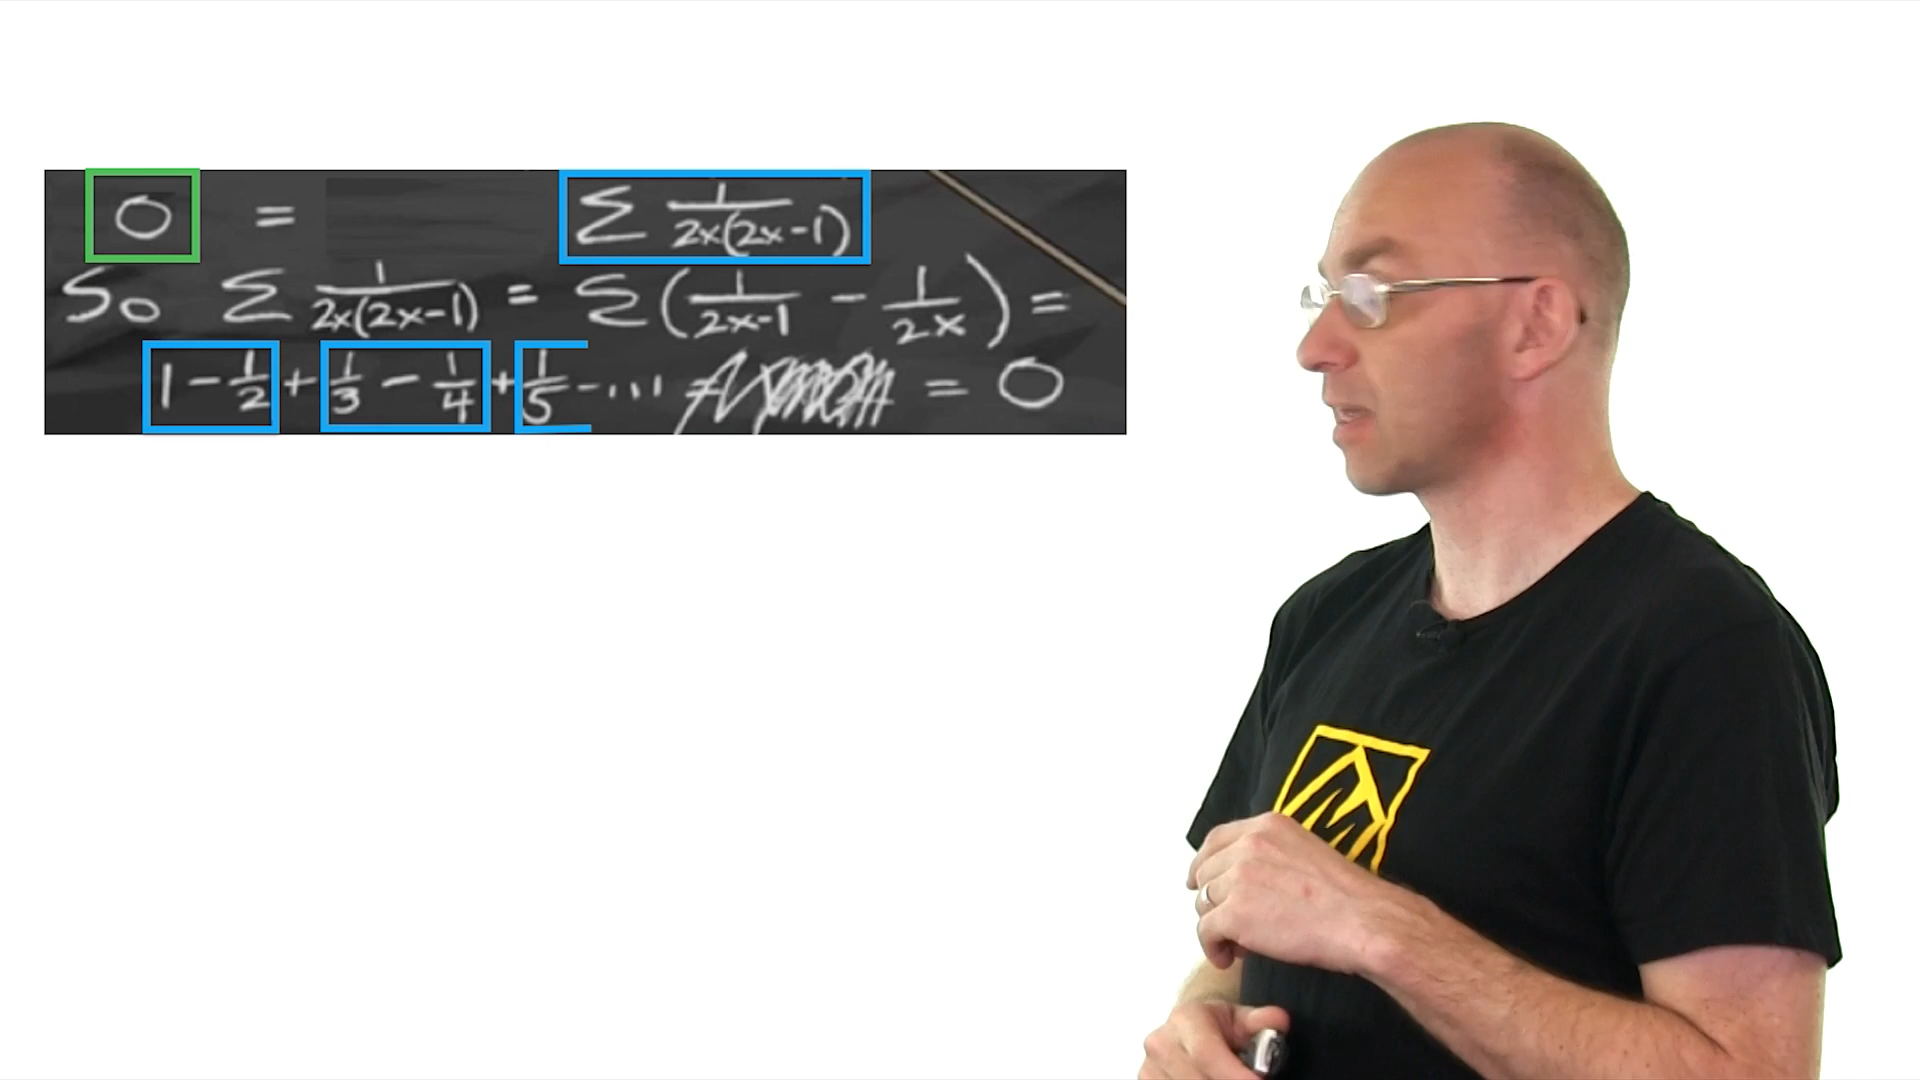 0 = Σ 1/(2x(2x-1))
So Σ 1/(2x(2x-1)) = Σ(1/(2x-1) - 1/(2x)) =
1 - 1/2 + 1/3 - 1/4 + 1/5 - ... = 0